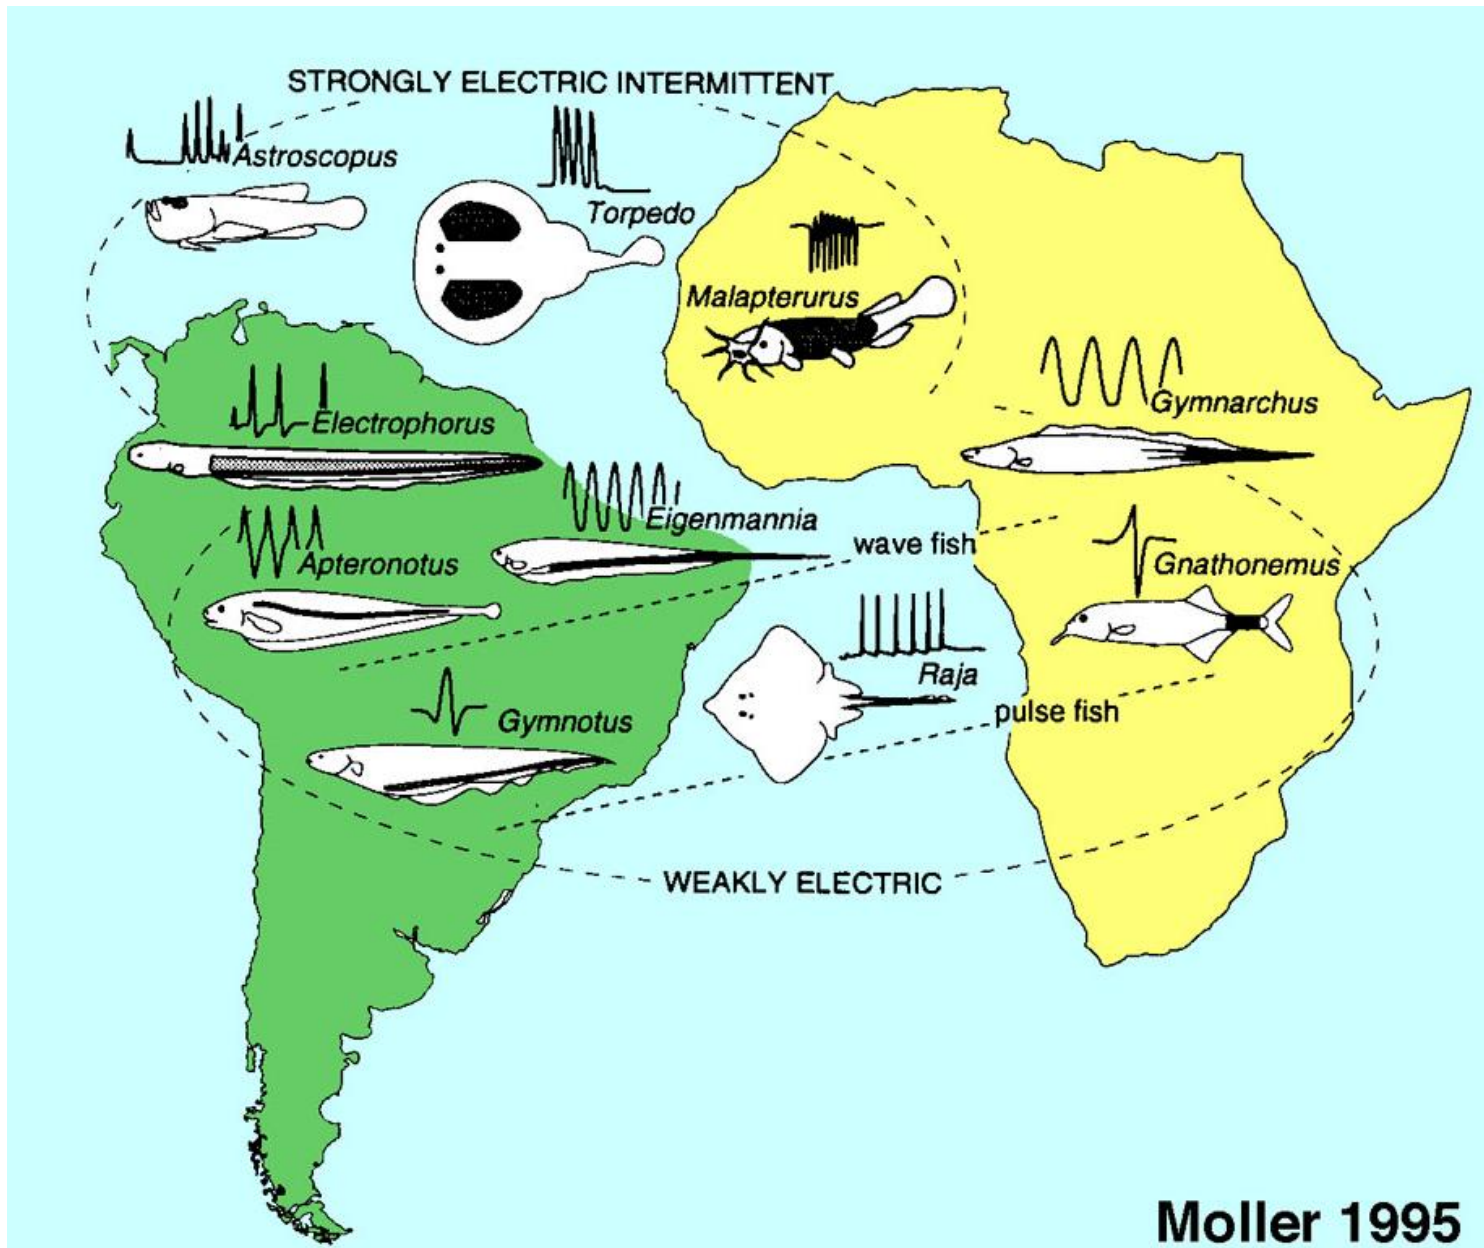 STRONGLY ELECTRIC INTERMITTENT
Astroscopus
Torpedo
Malapterurus
Electrophorus
Gymnarchus
Eigenmannia
wave fish
Apteronotus
Gnathonemus
Raja
pulse fish
Gymnotus
WEAKLY ELECTRIC
Moller 1995